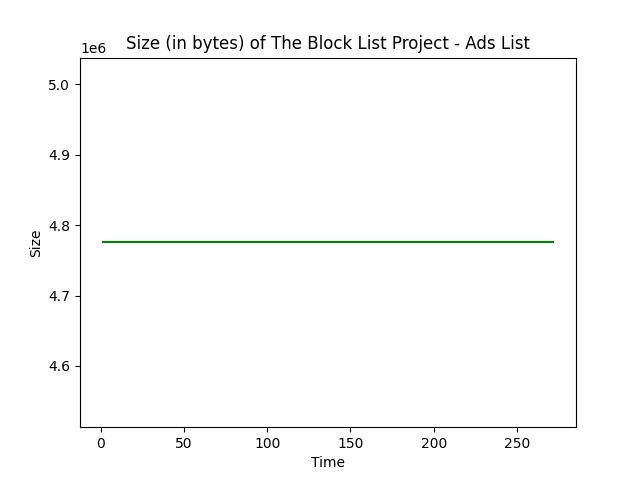 Size (in bytes) of The Block List Project - Ads List
1e6
5.0
4.9
4.8
4.7
4.6
Size
0 50 100 150 200 250
Time